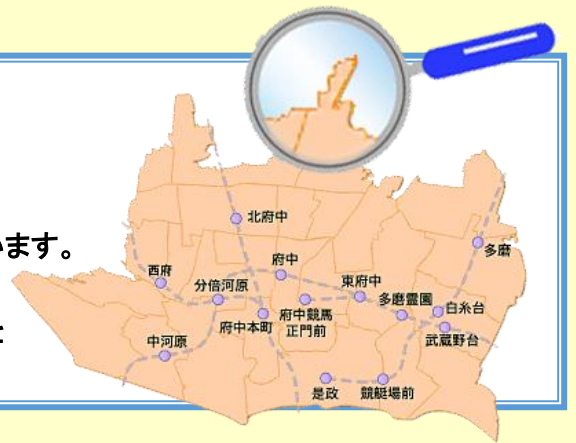 北府中
います。
多磨
府中
西府
東府中
分倍河原
多磨霊園
白糸台
府中競馬
正門前
府中本町
武蔵野台
中河原
是政
競艇場前